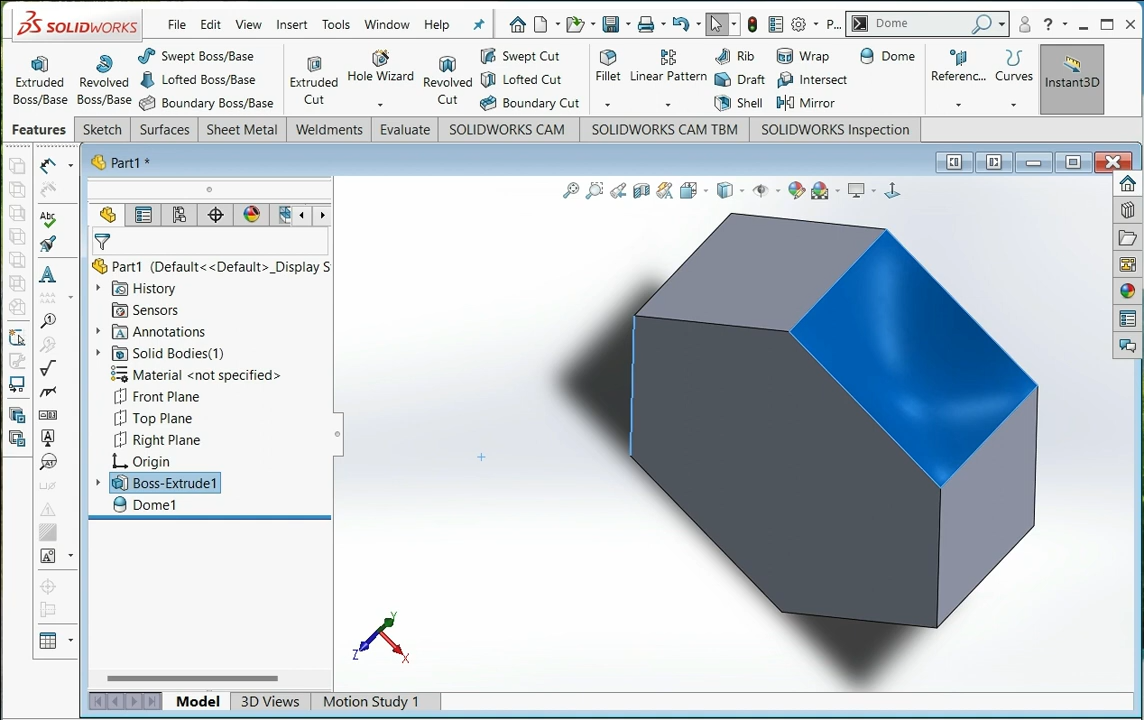 SOLIDWORKS File Edit View Insert Tools Window Help P... Dome ?
Extruded Boss/Base
Revolved Boss/Base
Swept Boss/Base
Lofted Boss/Base
Boundary Boss/Base
Extruded Cut
Hole Wizard
Revolved Cut
Swept Cut
Lofted Cut
Boundary Cut
Fillet
Linear Pattern
Rib
Draft
Shell
Wrap
Intersect
Mirror
Dome
Referenc...
Curves
Instant3D
Features Sketch Surfaces Sheet Metal Weldments Evaluate SOLIDWORKS CAM SOLIDWORKS CAM TBM SOLIDWORKS Inspection
Part1 *
Part1 (Default<<Default>_Display S
History
Sensors
Annotations
Solid Bodies(1)
Material <not specified>
Front Plane
Top Plane
Right Plane
Origin
Boss-Extrude1
Dome1
Abc
Y
Z
X
Model 3D Views Motion Study 1